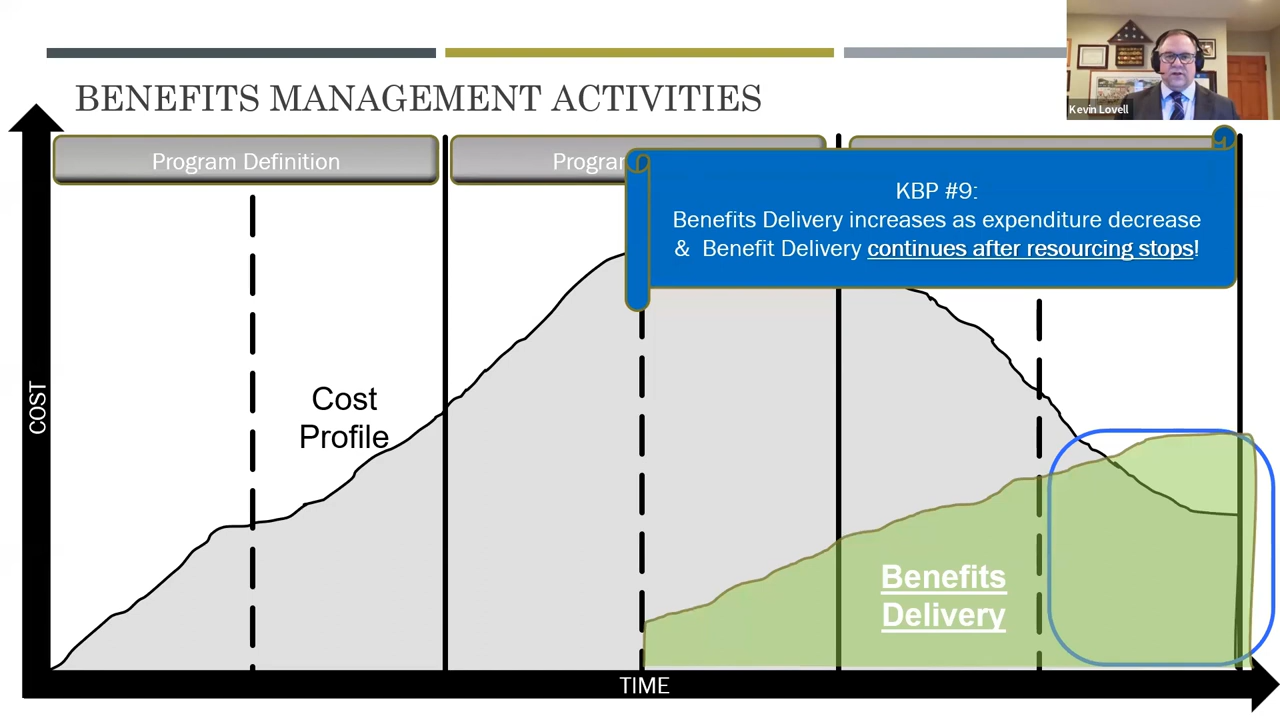 Kevin Lovell
BENEFITS MANAGEMENT ACTIVITIES
Program Definition
KBP #9:
Benefits Delivery increases as expenditure decrease
& Benefit Delivery continues after resourcing stops!
COST
Cost
Profile
Benefits
Delivery
TIME